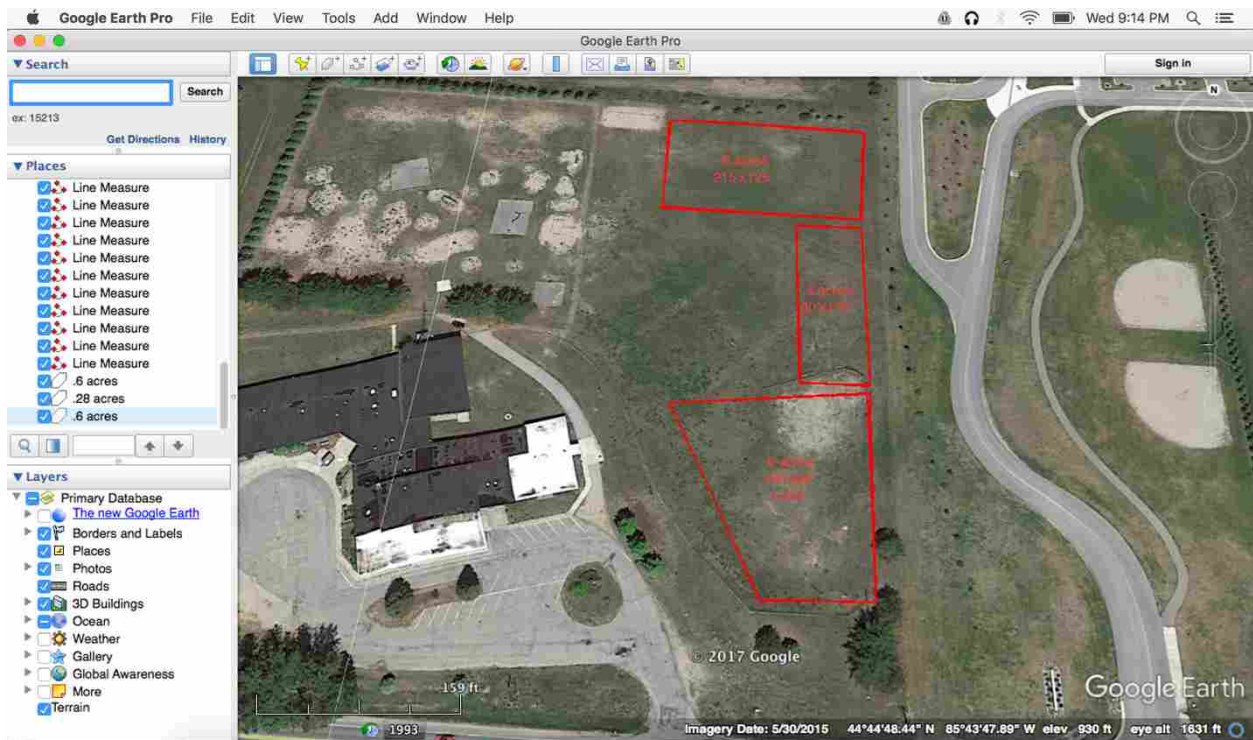 Google Earth Pro File Edit View Tools Add Window Help
Wed 9:14 PM
Google Earth Pro
Search
Sign in
N
Search
ex: 15213
Get Directions History
Places
Line Measure
Line Measure
Line Measure
Line Measure
Line Measure
Line Measure
Line Measure
Line Measure
Line Measure
Line Measure
Line Measure
.6 acres
.28 acres
.6 acres
Layers
Primary Database
The new Google Earth
Borders and Labels
Places
Photos
Roads
3D Buildings
Ocean
Weather
Gallery
Global Awareness
More
Terrain
.6 acres
acres
acres
159 ft
© 2017 Google
Google Earth
1993
Imagery Date: 5/30/2015 44°44'48.44" N 85°43'47.89" W elev 930 ft eye alt 1631 ft